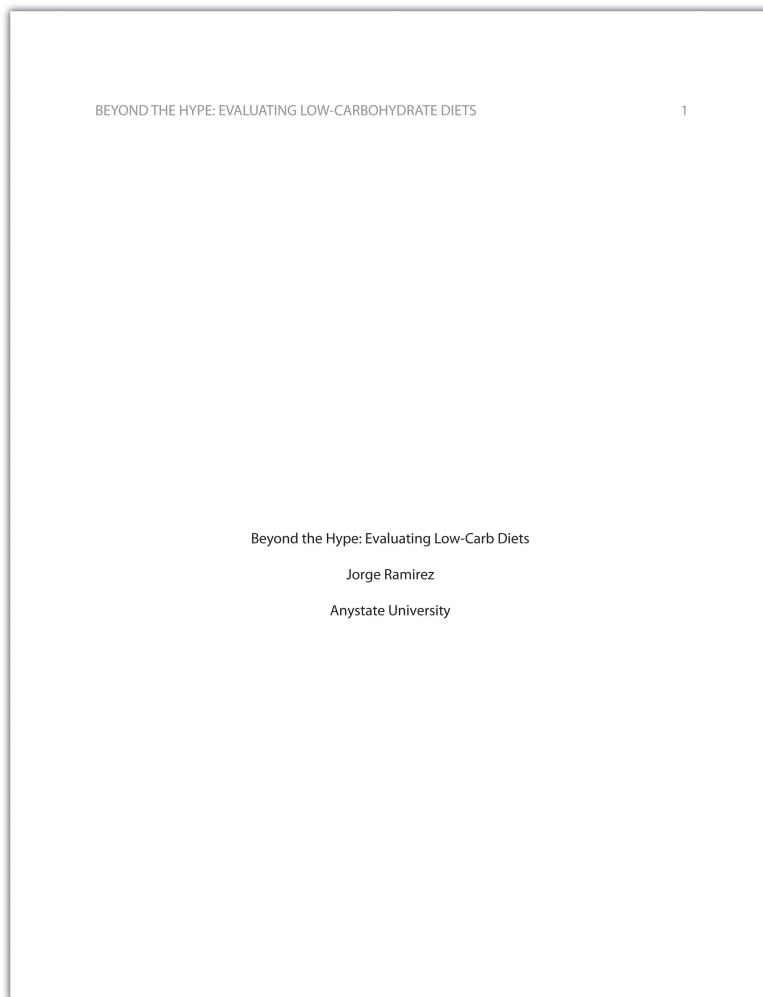 BEYOND THE HYPE: EVALUATING LOW-CARBOHYDRATE DIETS 1
Beyond the Hype: Evaluating Low-Carb Diets
Jorge Ramirez
Anystate University